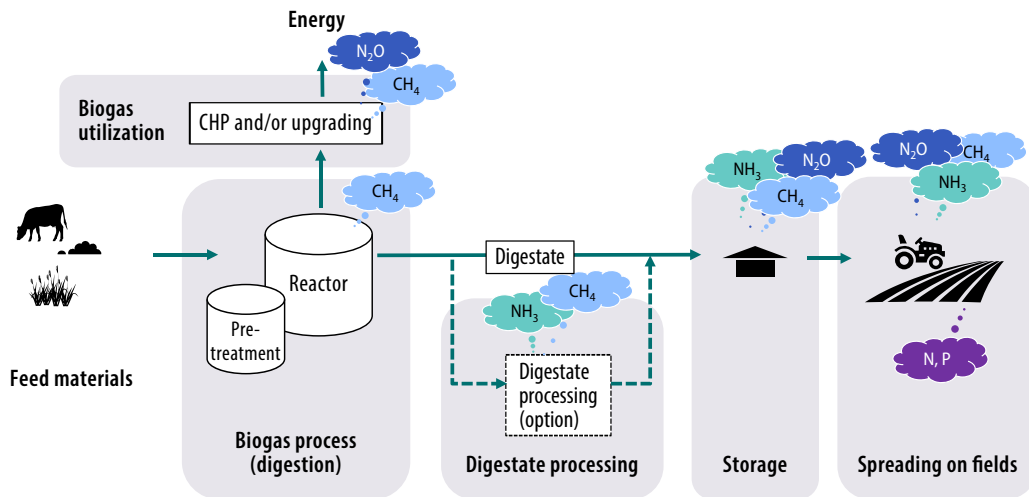 Energy
N₂O
CH₄
Biogas
utilization
CHP and/or upgrading
CH₄
Reactor
Pre-
treatment
Feed materials
Biogas process
(digestion)
Digestate
NH₃
CH₄
Digestate
processing
(option)
Digestate processing
NH₃
N₂O
CH₄
Storage
N₂O
CH₄
NH₃
N, P
Spreading on fields